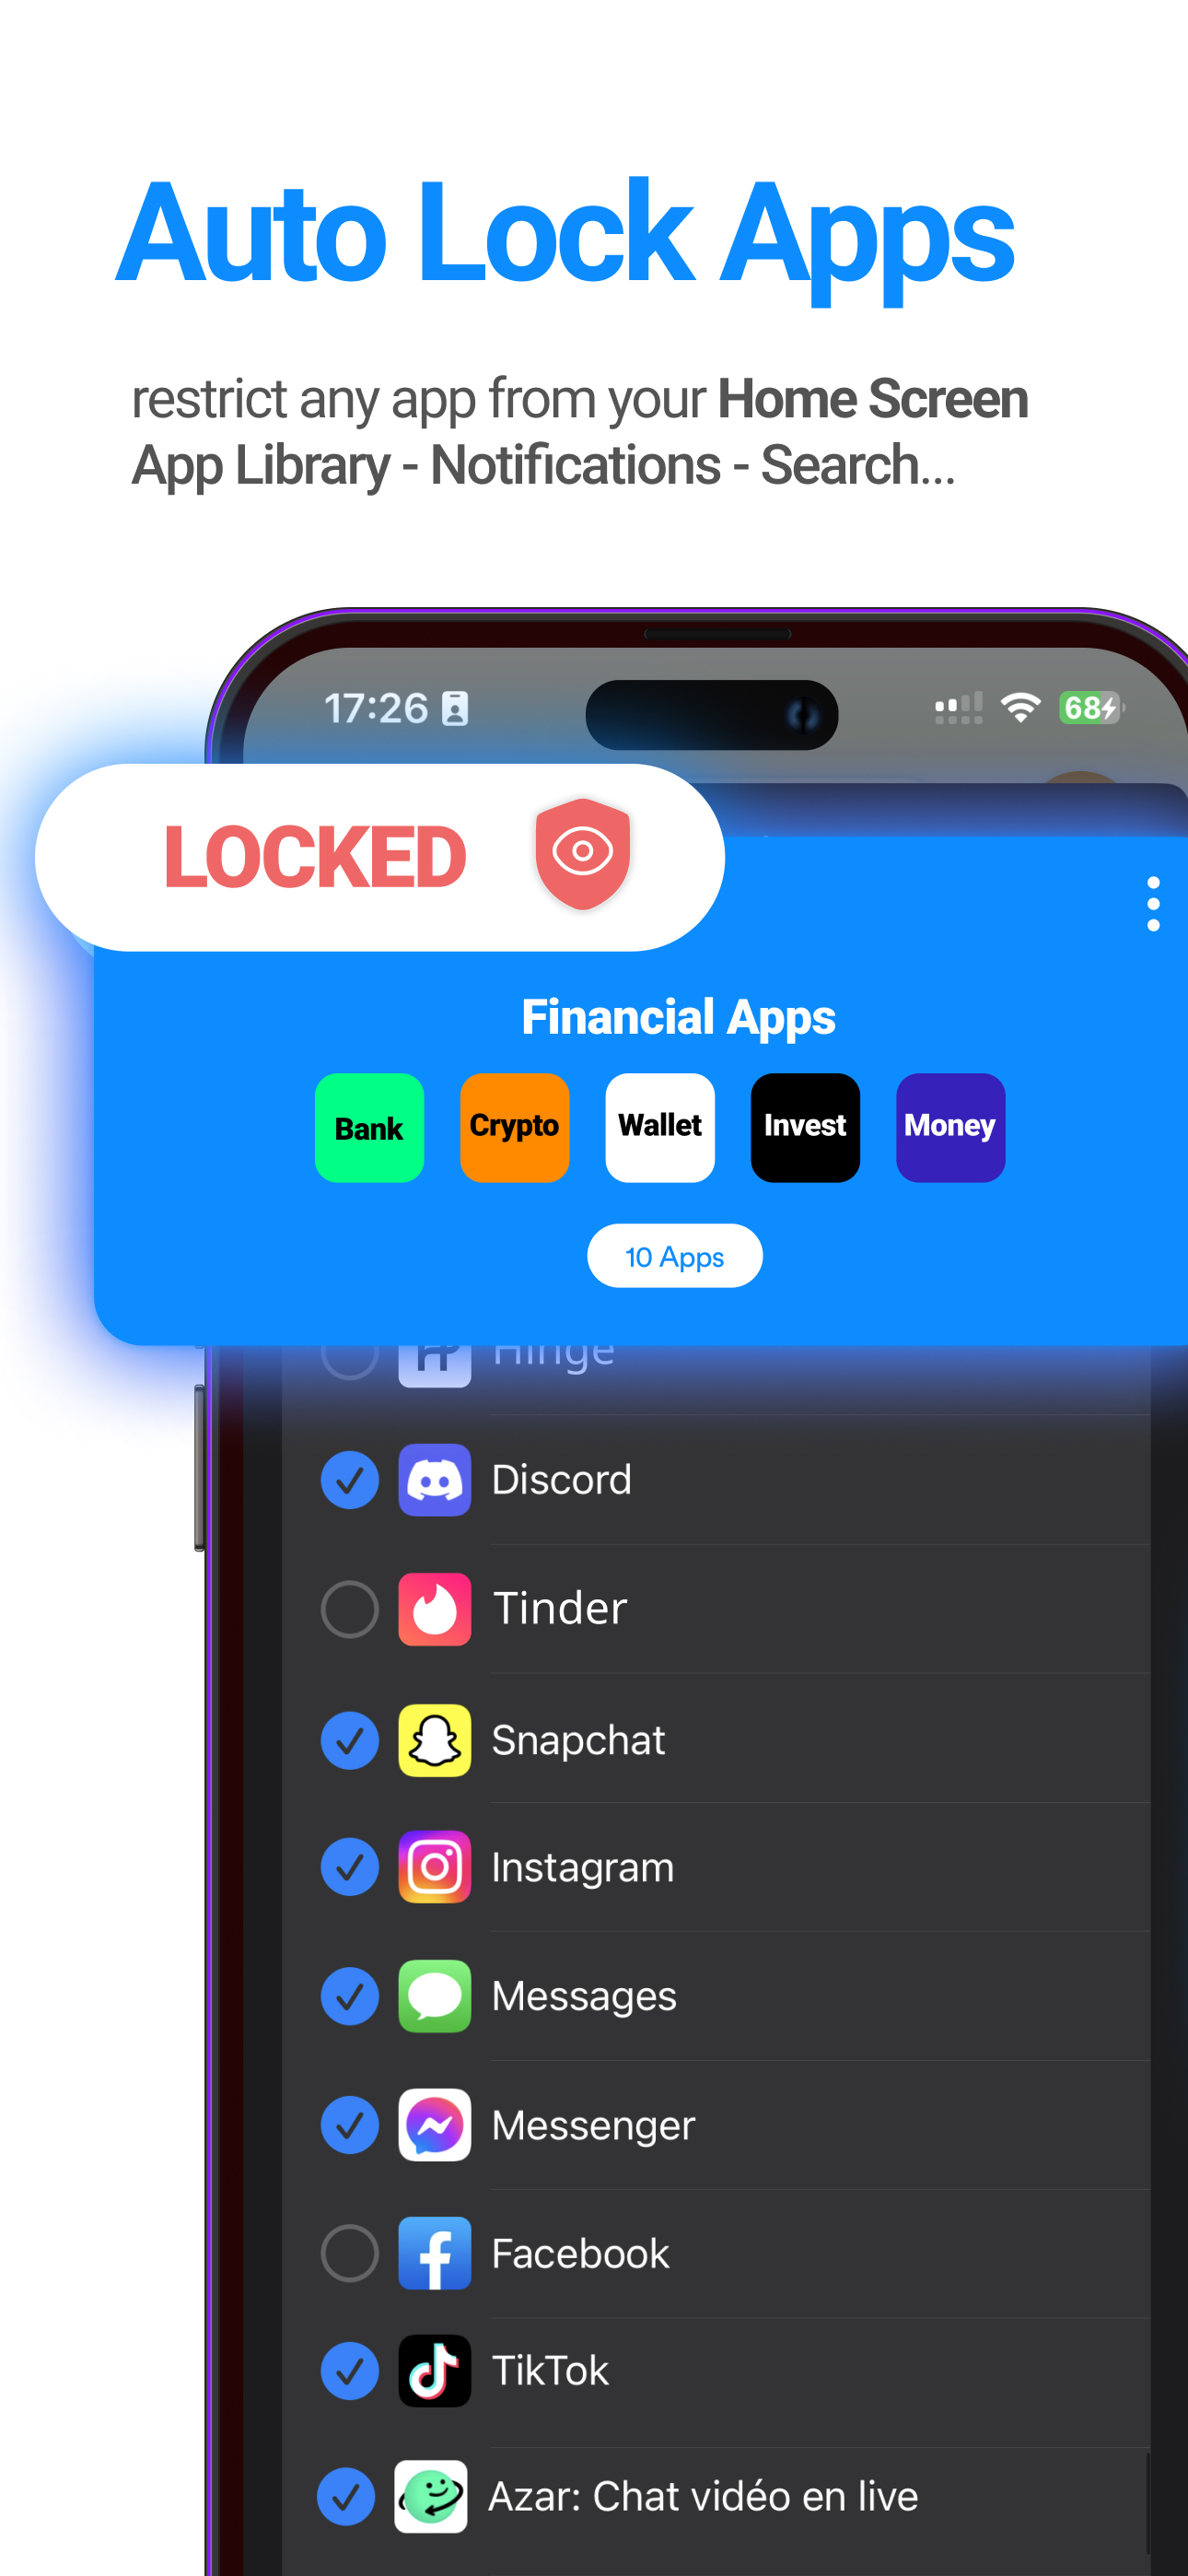 Auto Lock Apps
restrict any app from your Home Screen
App Library - Notifications - Search...
17:26
68
LOCKED
Financial Apps
Bank Crypto Wallet Invest Money
10 Apps
Hinge
Discord
Tinder
Snapchat
Instagram
Messages
Messenger
Facebook
TikTok
Azar: Chat vidéo en live